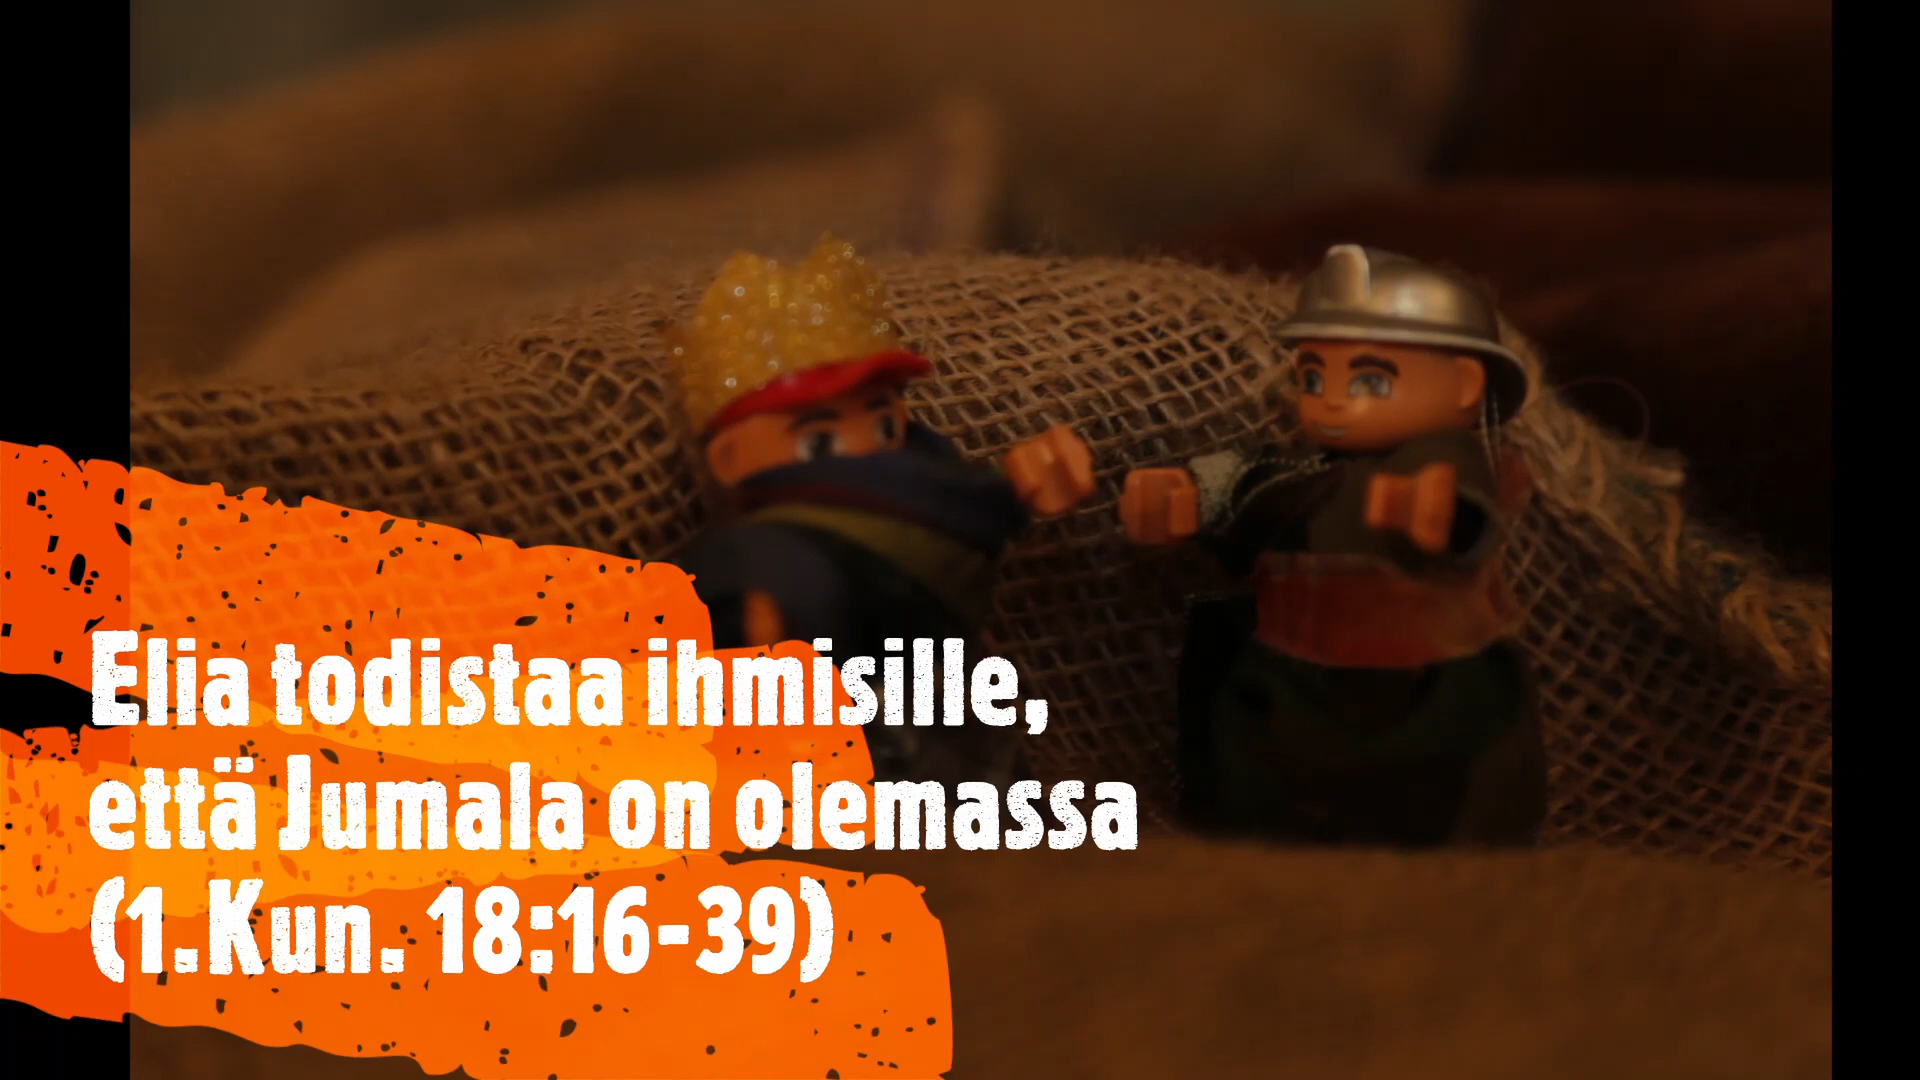 Elia todistaa ihmisille,
että Jumala on olemassa
(1.Kun. 18:16-39)